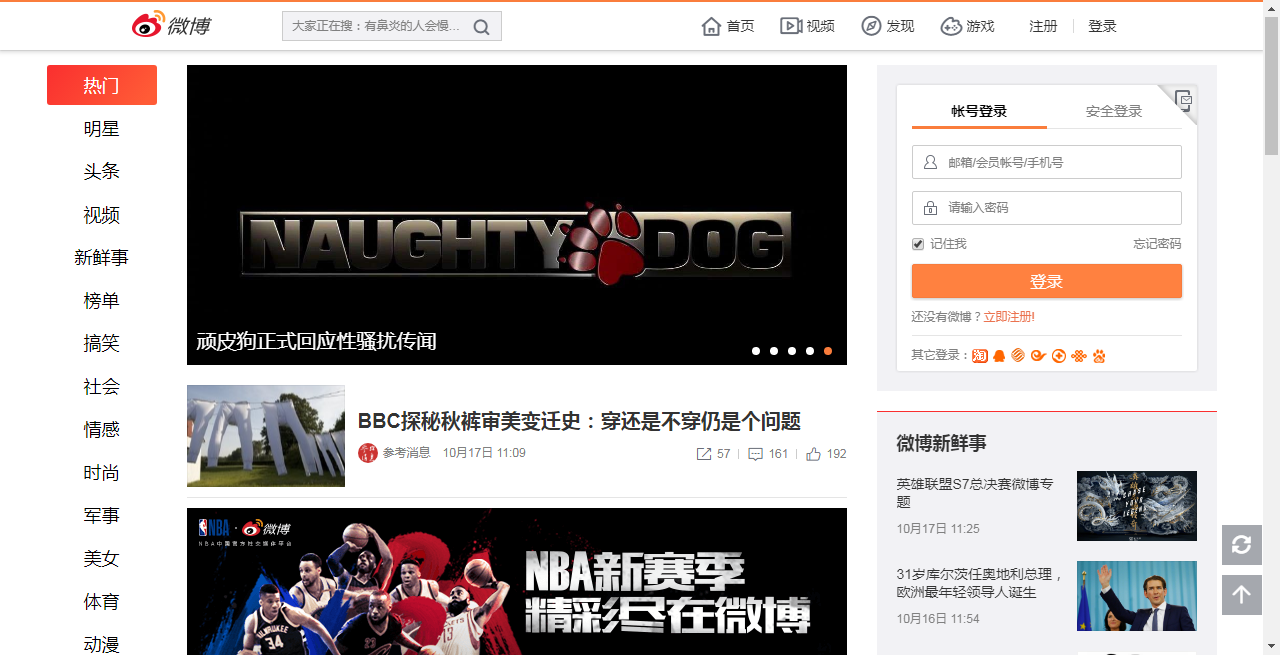 微博
大家正在搜：有鼻炎的人会慢...
首页
视频
发现
游戏
注册
登录
热门
明星
头条
视频
新鲜事
榜单
搞笑
社会
情感
时尚
军事
美女
体育
动漫
NAUGHTY DOG
顽皮狗正式回应性骚扰传闻
BBC探秘秋裤审美变迁史：穿还是不穿仍是个问题
参考消息 10月17日 11:09
57
161
192
NBA · 微博
NBA中国官方社交媒体平台
NBA新赛季
精彩尽在微博
MILWAUKEE
34
帐号登录
安全登录
邮箱/会员帐号/手机号
请输入密码
记住我
忘记密码
登录
还没有微博？立即注册!
其它登录：
淘
微博新鲜事
英雄联盟S7总决赛微博专
题
10月17日 11:25
31岁库尔茨任奥地利总理，
欧洲最年轻领导人诞生
10月16日 11:54